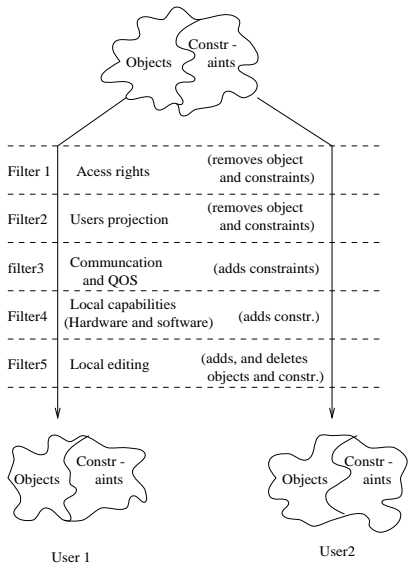 Constr -
Objects aints
Filter 1 Acess rights (removes object
and constraints)
Filter2 Users projection (removes object
and constraints)
filter3 Communcation (adds constraints)
and QOS
Local capabilities
Filter4 (Hardware and software) (adds constr.)
Filter5 Local editing (adds, and deletes
objects and constr.)
Constr -
Objects aints
Constr -
Objects aints
User 1
User2